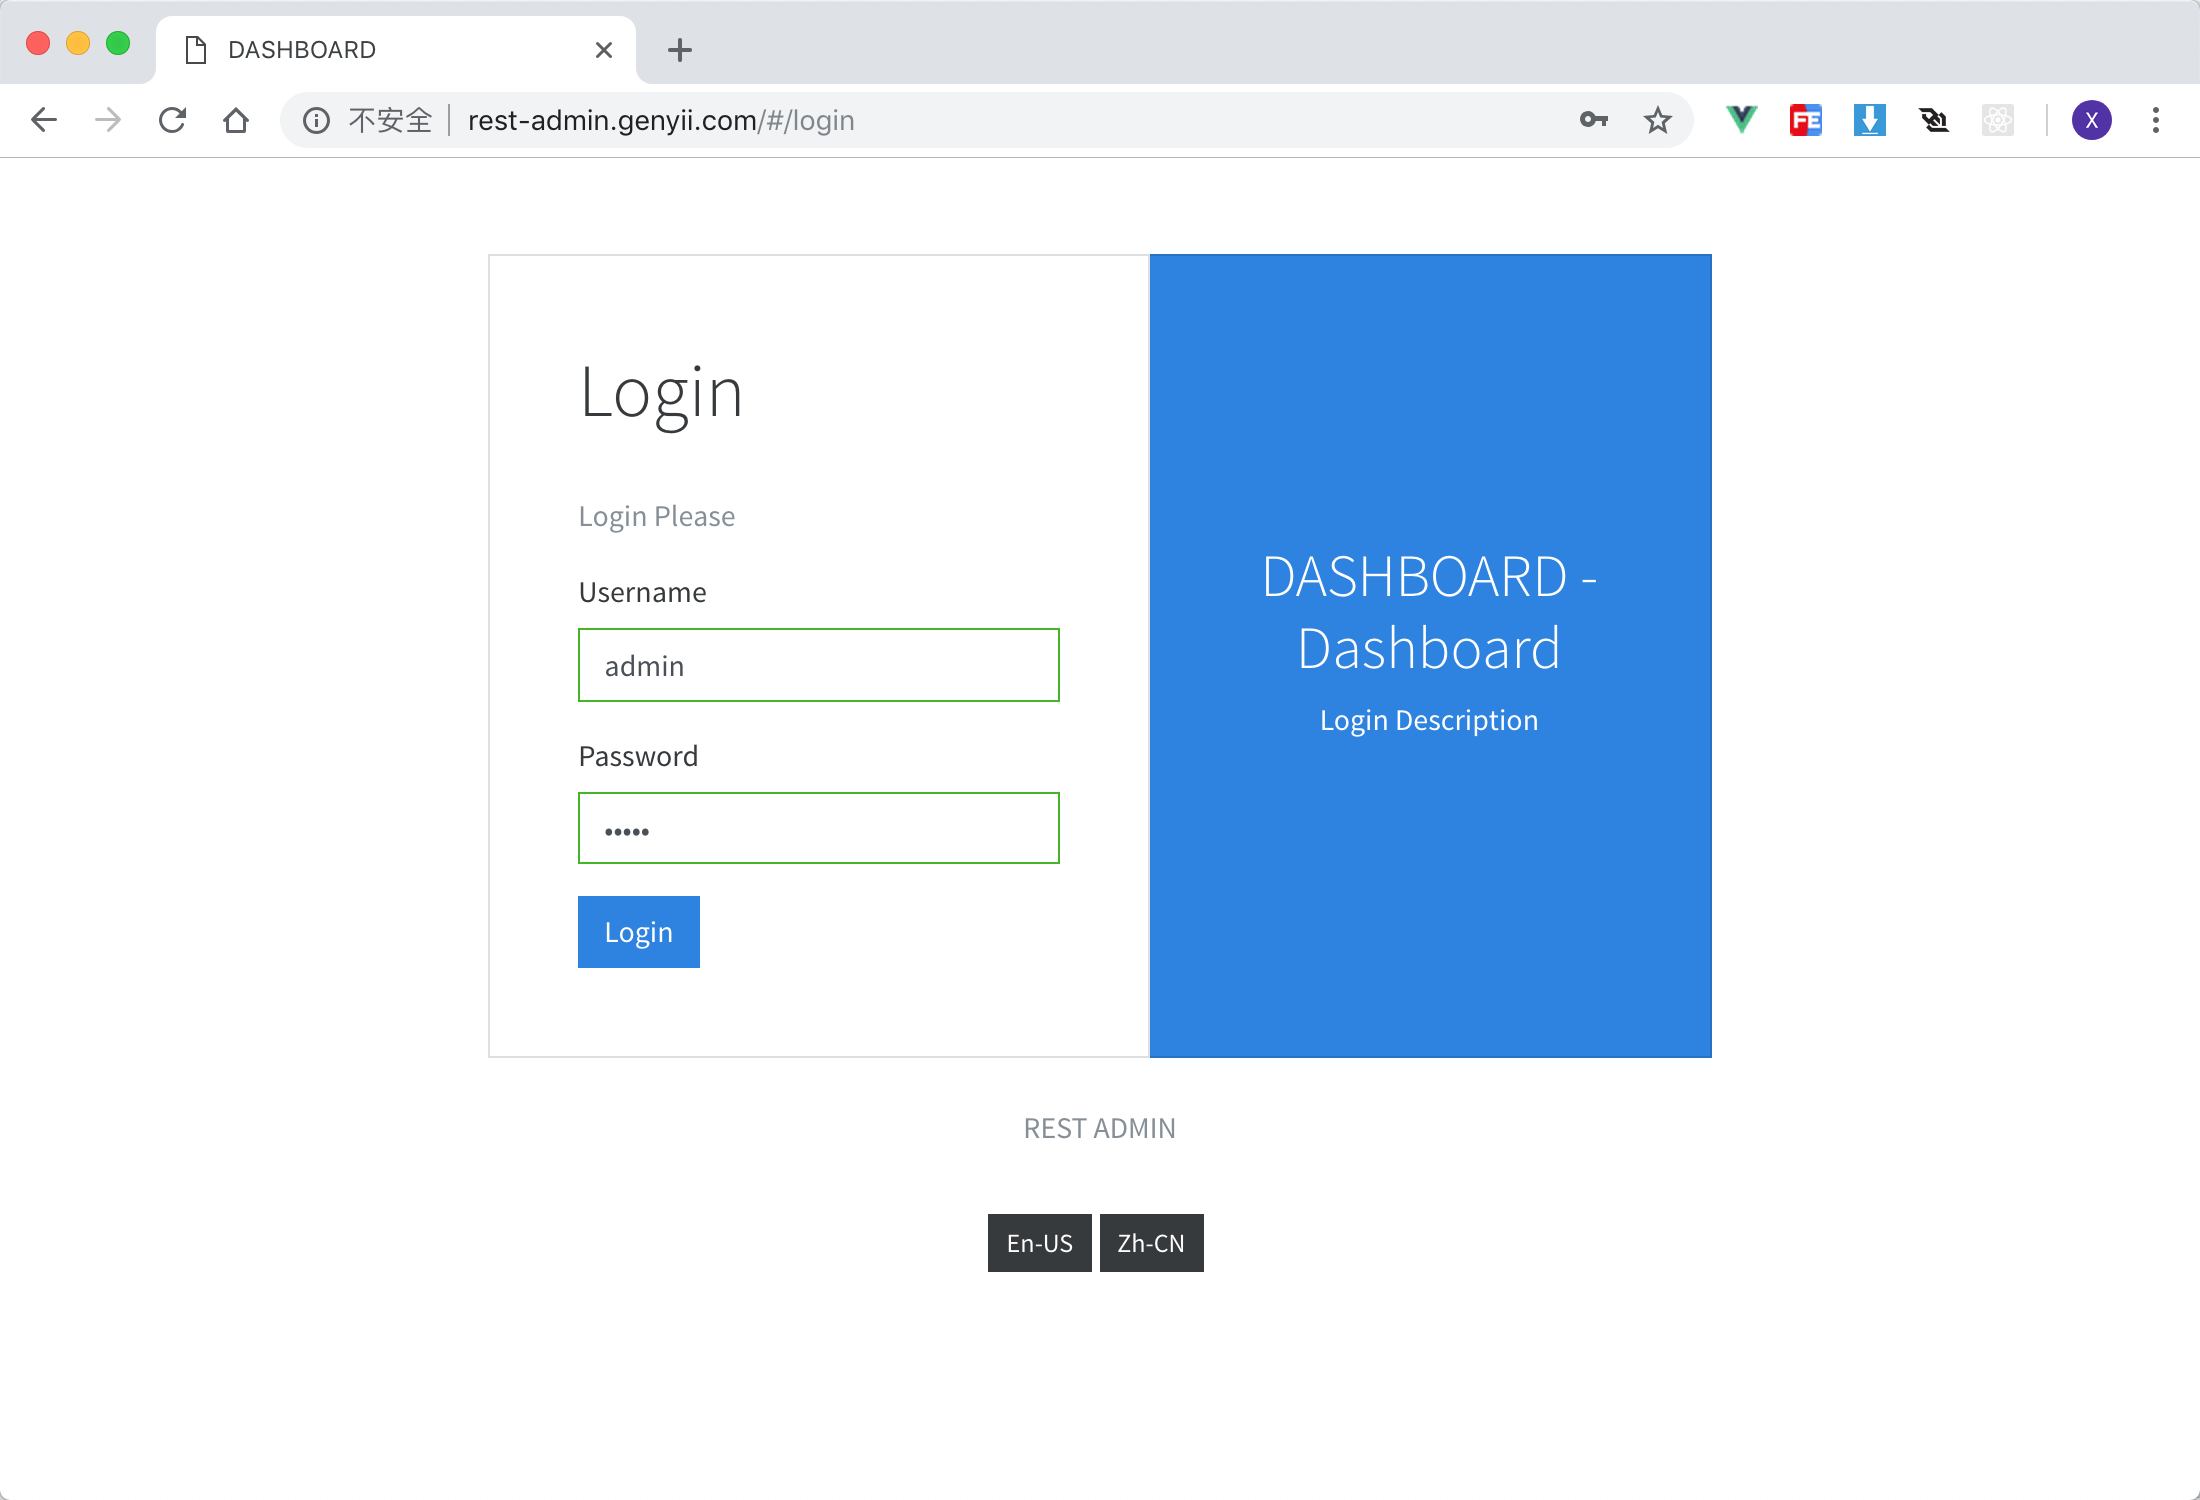 DASHBOARD
不安全 rest-admin.genyii.com/#/login
FE
X
Login
Login Please
Username
admin
Password
•••••
Login
DASHBOARD -
Dashboard
Login Description
REST ADMIN
En-US Zh-CN